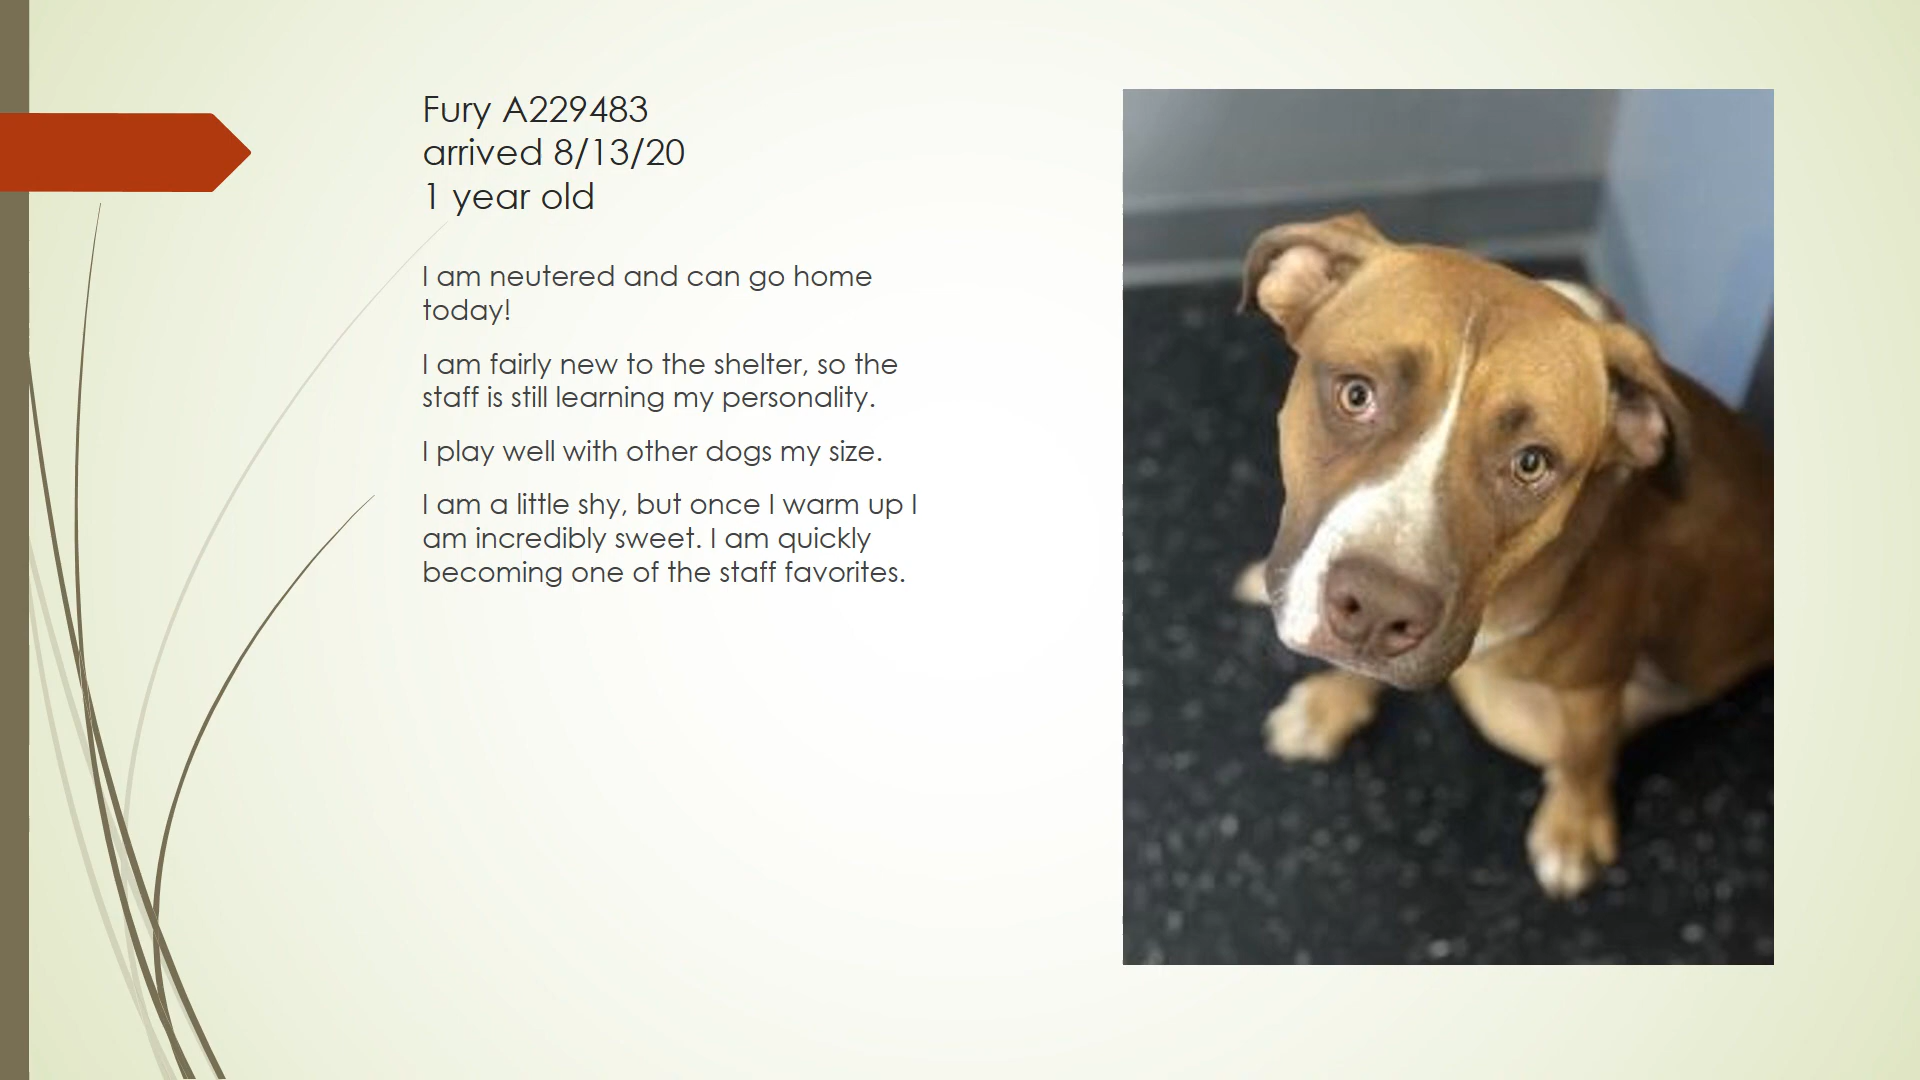 Fury A229483
arrived 8/13/20
1 year old
I am neutered and can go home
today!
I am fairly new to the shelter, so the
staff is still learning my personality.
I play well with other dogs my size.
I am a little shy, but once I warm up I
am incredibly sweet. I am quickly
becoming one of the staff favorites.